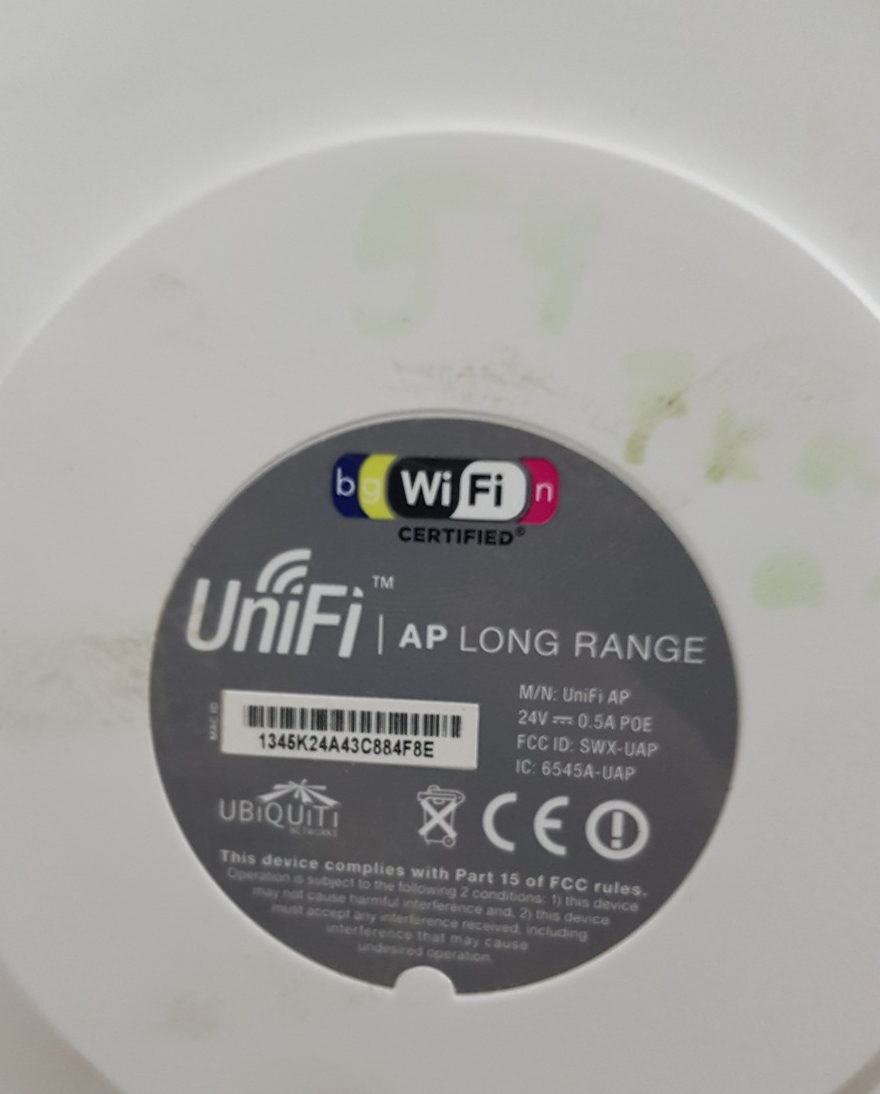 b g WiFi n
CERTIFIED®
UniFi™ | AP LONG RANGE
M/N: UniFi AP
24V ⎓ 0.5A POE
FCC ID: SWX-UAP
IC: 6545A-UAP
MAC ID
1345K24A43C884F8E
UBiQUiTi
NETWORKS
CE
This device complies with Part 15 of FCC rules.
Operation is subject to the following 2 conditions: 1) this device
may not cause harmful interference and, 2) this device
must accept any interference received, including
interference that may cause
undesired operation.